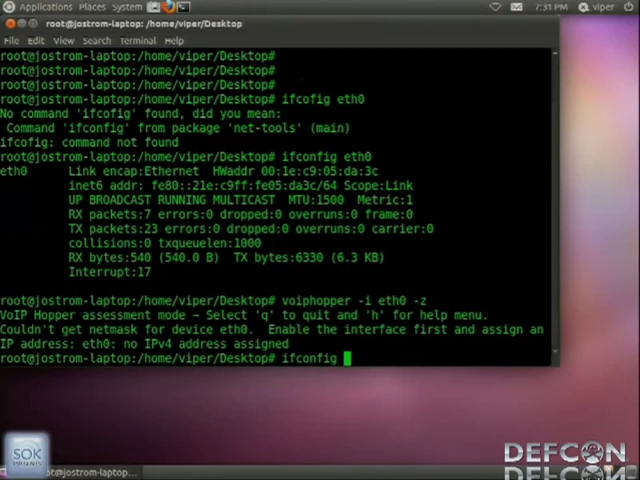 Applications Places System 7:31 PM viper
root@jostrom-laptop: /home/viper/Desktop
File Edit View Search Terminal Help
root@jostrom-laptop:/home/viper/Desktop#
root@jostrom-laptop:/home/viper/Desktop#
root@jostrom-laptop:/home/viper/Desktop#
root@jostrom-laptop:/home/viper/Desktop# ifcofig eth0
No command 'ifcofig' found, did you mean:
Command 'ifconfig' from package 'net-tools' (main)
ifcofig: command not found
root@jostrom-laptop:/home/viper/Desktop# ifconfig eth0
eth0 Link encap:Ethernet HWaddr 00:1e:c9:05:da:3c
inet6 addr: fe80::21e:c9ff:fe05:da3c/64 Scope:Link
UP BROADCAST RUNNING MULTICAST MTU:1500 Metric:1
RX packets:7 errors:0 dropped:0 overruns:0 frame:0
TX packets:23 errors:0 dropped:0 overruns:0 carrier:0
collisions:0 txqueuelen:1000
RX bytes:540 (540.0 B) TX bytes:6330 (6.3 KB)
Interrupt:17
root@jostrom-laptop:/home/viper/Desktop# voiphopper -i eth0 -z
VoIP Hopper assessment mode ~ Select 'q' to quit and 'h' for help menu.
Couldn't get netmask for device eth0. Enable the interface first and assign an
IP address: eth0: no IPv4 address assigned
root@jostrom-laptop:/home/viper/Desktop# ifconfig
SOK
DEFCON
root@jostrom-laptop:...